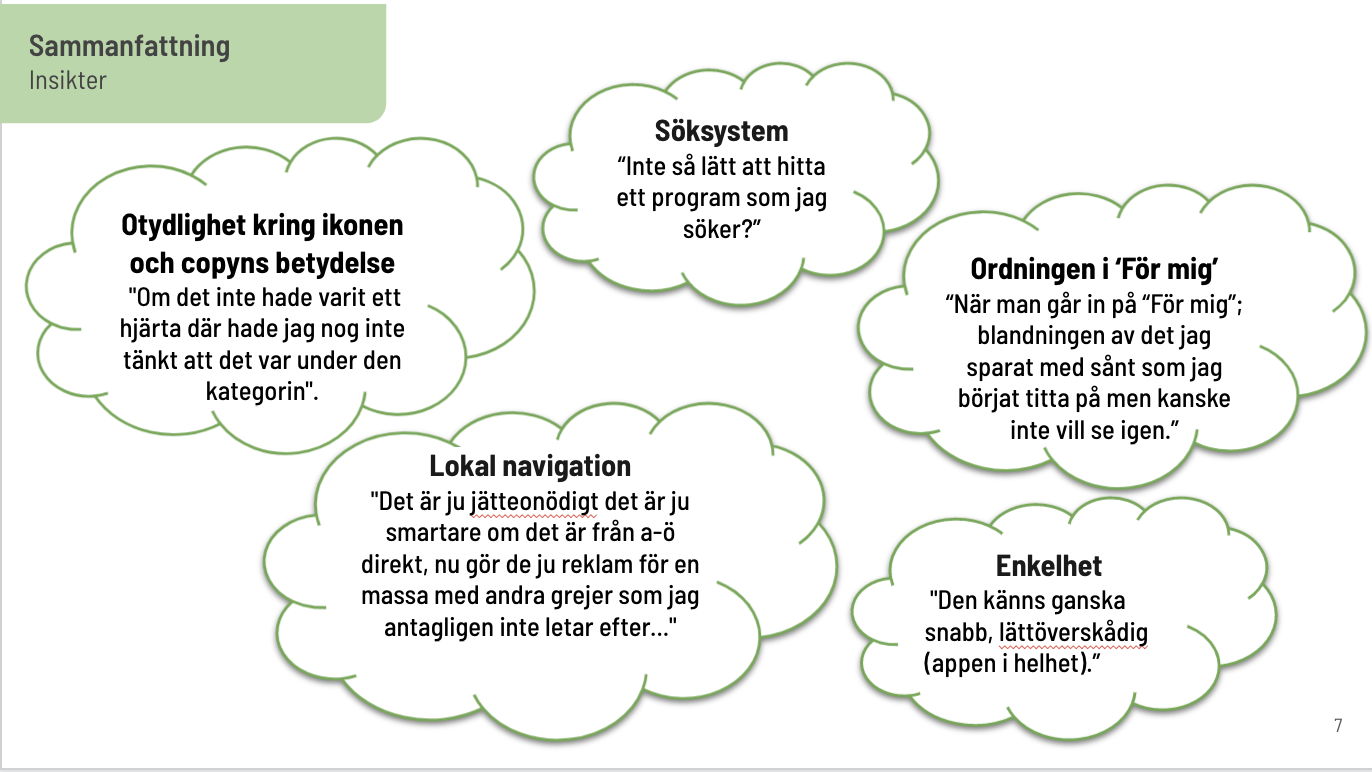 Sammanfattning
Insikter
Otydlighet kring ikonen
och copyns betydelse
"Om det inte hade varit ett
hjärta där hade jag nog inte
tänkt att det var under den
kategorin".
Söksystem
“Inte så lätt att hitta
ett program som jag
söker?”
Ordningen i ‘För mig’
“När man går in på “För mig”;
blandningen av det jag
sparat med sånt som jag
börjat titta på men kanske
inte vill se igen.”
Lokal navigation
"Det är ju jätteonödigt det är ju
smartare om det är från a-ö
direkt, nu gör de ju reklam för en
massa med andra grejer som jag
antagligen inte letar efter..."
Enkelhet
"Den känns ganska
snabb, lättöverskådig
(appen i helhet).”
7